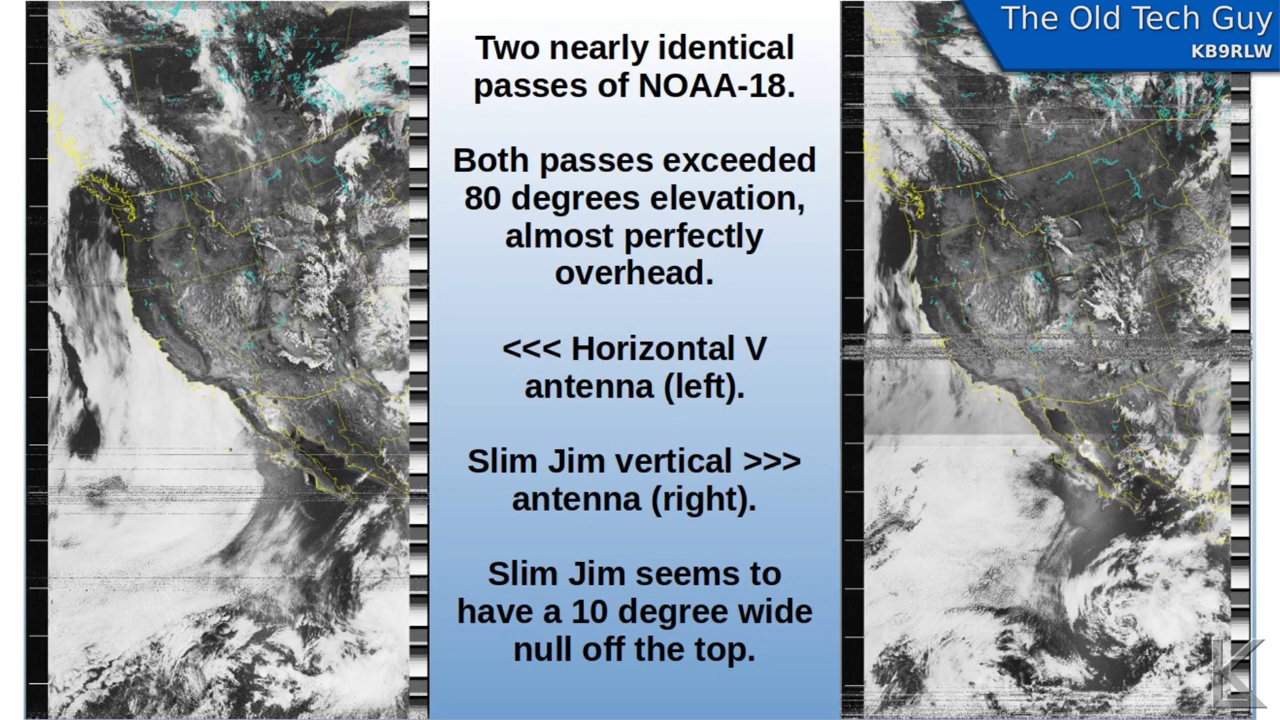 Two nearly identical
passes of NOAA-18.
Both passes exceeded
80 degrees elevation,
almost perfectly
overhead.
<<< Horizontal V
antenna (left).
Slim Jim vertical >>>
antenna (right).
Slim Jim seems to
have a 10 degree wide
null off the top.
The Old Tech Guy
KB9RLW